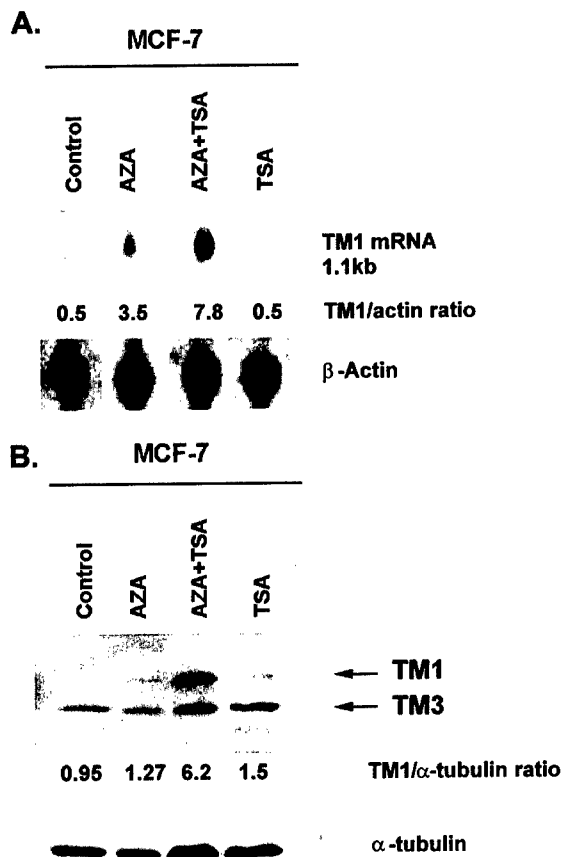 A.
MCF-7
Control AZA AZA+TSA TSA
TM1 mRNA
1.1kb
0.5 3.5 7.8 0.5 TM1/actin ratio
β-Actin
B.
MCF-7
Control AZA AZA+TSA TSA
TM1
TM3
0.95 1.27 6.2 1.5 TM1/α-tubulin ratio
α-tubulin